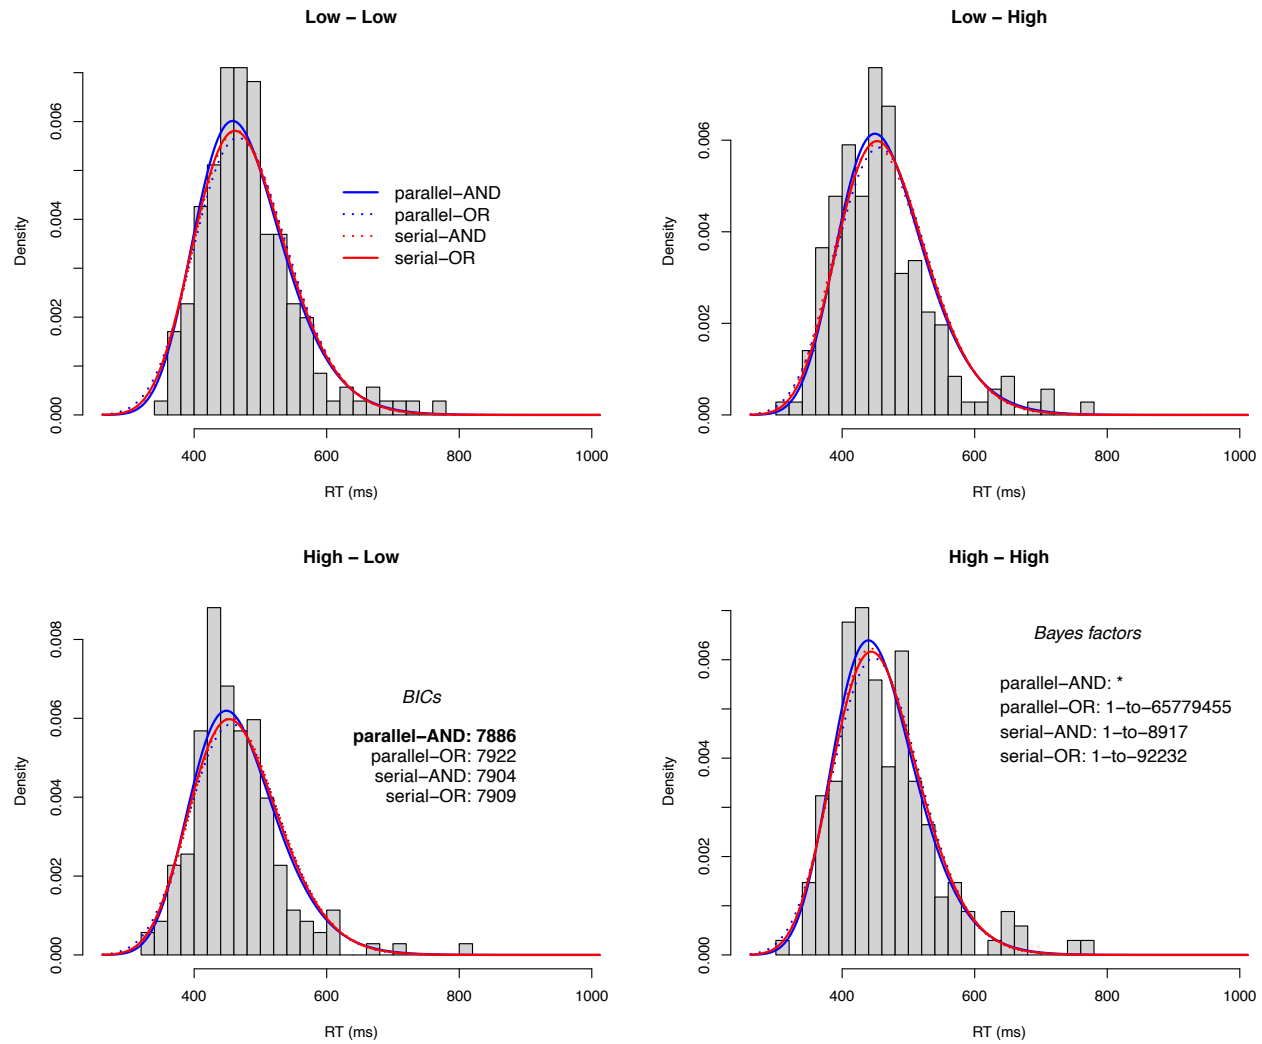 Low – Low
Density
0.000
0.002
0.004
0.006
parallel–AND
parallel–OR
serial–AND
serial–OR
400
600
800
1000
RT (ms)
Low – High
Density
0.000
0.002
0.004
0.006
400
600
800
1000
RT (ms)
High – Low
Density
0.000
0.002
0.004
0.006
0.008
BICs
parallel–AND: 7886
parallel–OR: 7922
serial–AND: 7904
serial–OR: 7909
400
600
800
1000
RT (ms)
High – High
Density
0.000
0.002
0.004
0.006
Bayes factors
parallel–AND: *
parallel–OR: 1–to–65779455
serial–AND: 1–to–8917
serial–OR: 1–to–92232
400
600
800
1000
RT (ms)